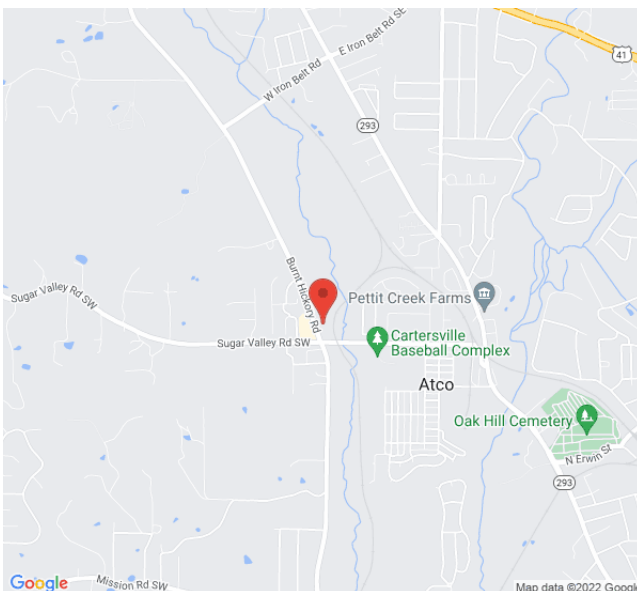 E Iron Belt Rd SE
41
W Iron Belt Rd
293
Burnt Hickory Rd
Sugar Valley Rd SW
Pettit Creek Farms
Sugar Valley Rd SW
Cartersville
Baseball Complex
Atco
Oak Hill Cemetery
N Erwin St
293
Google
Mission Rd SW
Map data ©2022 Google